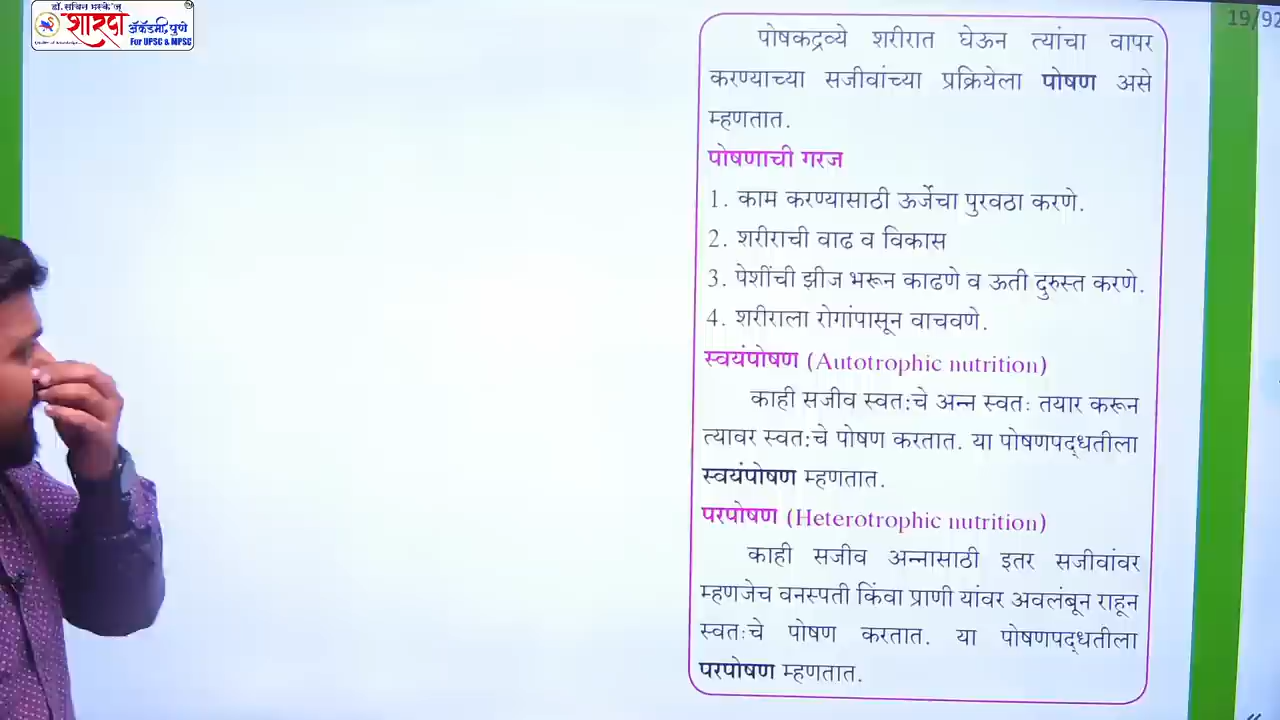 डॉ. सचिन भस्के'ज्
शारदा
ॲकॅडमी, पुणे
For UPSC & MPSC
19/92
पोषकद्रव्ये शरीरात घेऊन त्यांचा वापर
करण्याच्या सजीवांच्या प्रक्रियेला पोषण असे
म्हणतात.
पोषणाची गरज
1. काम करण्यासाठी ऊर्जेचा पुरवठा करणे.
2. शरीराची वाढ व विकास
3. पेशींची झीज भरून काढणे व ऊती दुरुस्त करणे.
4. शरीराला रोगांपासून वाचवणे.
स्वयंपोषण (Autotrophic nutrition)
काही सजीव स्वत:चे अन्न स्वत: तयार करून
त्यावर स्वत:चे पोषण करतात. या पोषणपद्धतीला
स्वयंपोषण म्हणतात.
परपोषण (Heterotrophic nutrition)
काही सजीव अन्नासाठी इतर सजीवांवर
म्हणजेच वनस्पती किंवा प्राणी यांवर अवलंबून राहून
स्वत:चे पोषण करतात. या पोषणपद्धतीला
परपोषण म्हणतात.